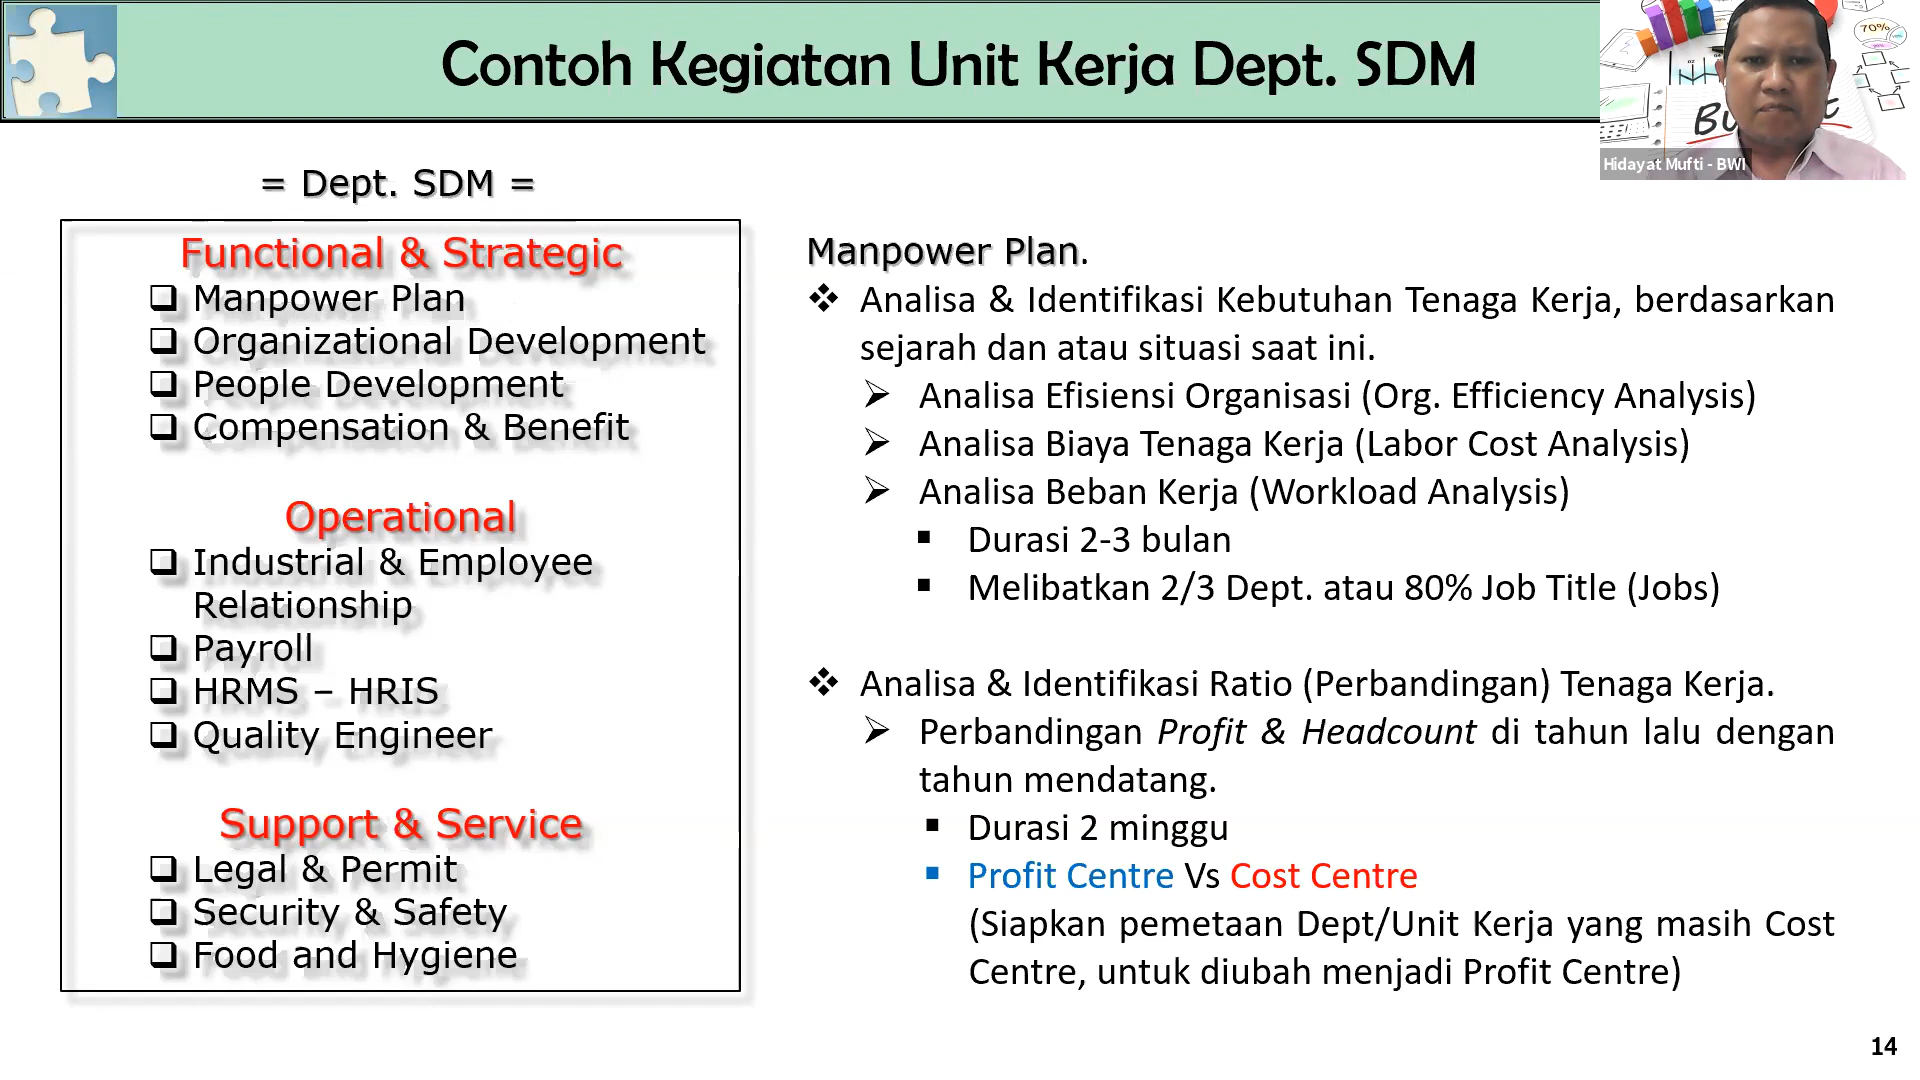 Contoh Kegiatan Unit Kerja Dept. SDM
70%
Hidayat Mufti - BWI
= Dept. SDM =
Functional & Strategic
❑ Manpower Plan
❑ Organizational Development
❑ People Development
❑ Compensation & Benefit
Operational
❑ Industrial & Employee
Relationship
❑ Payroll
❑ HRMS – HRIS
❑ Quality Engineer
Support & Service
❑ Legal & Permit
❑ Security & Safety
❑ Food and Hygiene
Manpower Plan.
❖ Analisa & Identifikasi Kebutuhan Tenaga Kerja, berdasarkan
sejarah dan atau situasi saat ini.
➢ Analisa Efisiensi Organisasi (Org. Efficiency Analysis)
➢ Analisa Biaya Tenaga Kerja (Labor Cost Analysis)
➢ Analisa Beban Kerja (Workload Analysis)
▪ Durasi 2-3 bulan
▪ Melibatkan 2/3 Dept. atau 80% Job Title (Jobs)
❖ Analisa & Identifikasi Ratio (Perbandingan) Tenaga Kerja.
➢ Perbandingan Profit & Headcount di tahun lalu dengan
tahun mendatang.
▪ Durasi 2 minggu
▪ Profit Centre Vs Cost Centre
(Siapkan pemetaan Dept/Unit Kerja yang masih Cost
Centre, untuk diubah menjadi Profit Centre)
14